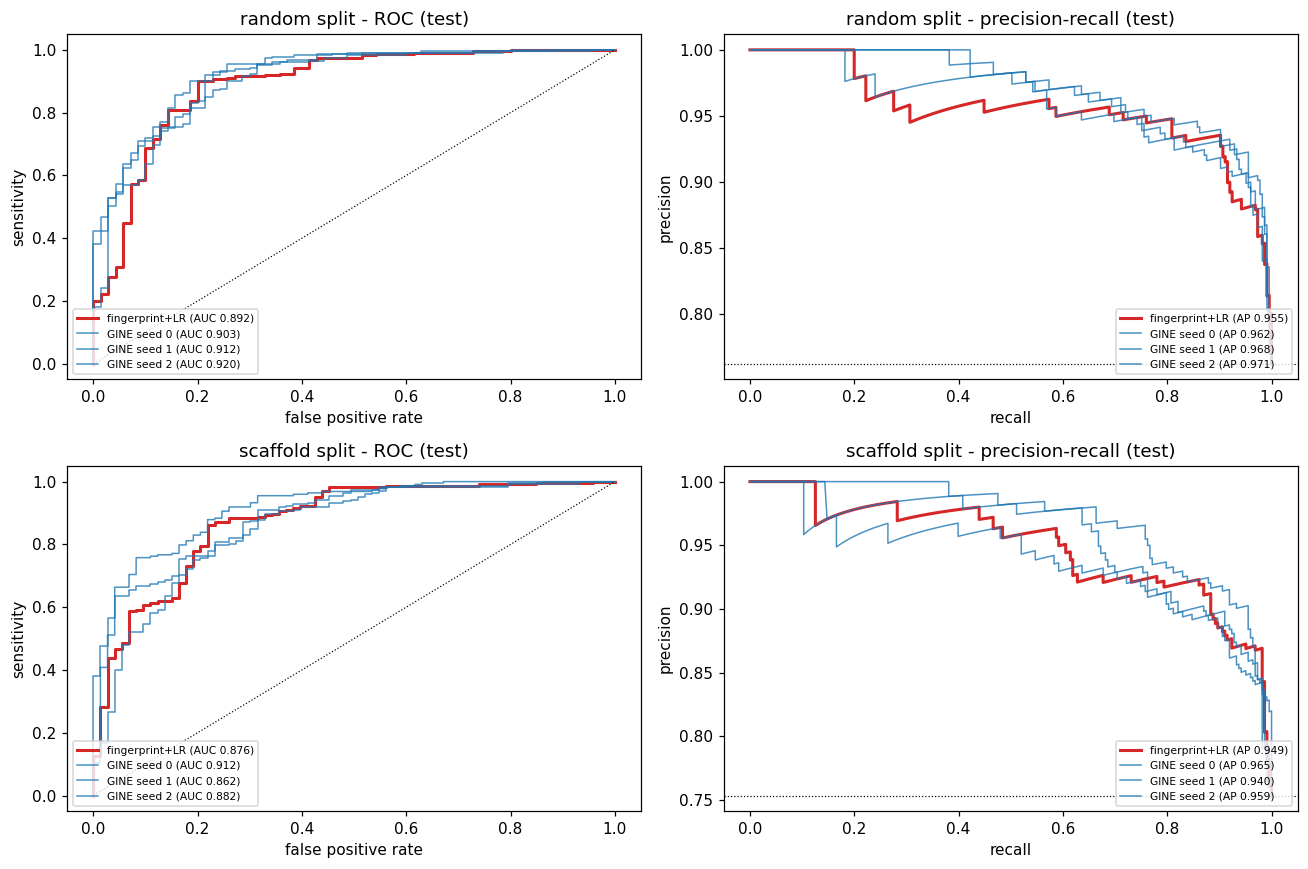 random split - ROC (test)
1.0
0.8
0.6
0.4
0.2
0.0
sensitivity
fingerprint+LR (AUC 0.892)
GINE seed 0 (AUC 0.903)
GINE seed 1 (AUC 0.912)
GINE seed 2 (AUC 0.920)
0.0 0.2 0.4 0.6 0.8 1.0
false positive rate
random split - precision-recall (test)
1.00
0.95
0.90
0.85
0.80
precision
fingerprint+LR (AP 0.955)
GINE seed 0 (AP 0.962)
GINE seed 1 (AP 0.968)
GINE seed 2 (AP 0.971)
0.0 0.2 0.4 0.6 0.8 1.0
recall
scaffold split - ROC (test)
1.0
0.8
0.6
0.4
0.2
0.0
sensitivity
fingerprint+LR (AUC 0.876)
GINE seed 0 (AUC 0.912)
GINE seed 1 (AUC 0.862)
GINE seed 2 (AUC 0.882)
0.0 0.2 0.4 0.6 0.8 1.0
false positive rate
scaffold split - precision-recall (test)
1.00
0.95
0.90
0.85
0.80
0.75
precision
fingerprint+LR (AP 0.949)
GINE seed 0 (AP 0.965)
GINE seed 1 (AP 0.940)
GINE seed 2 (AP 0.959)
0.0 0.2 0.4 0.6 0.8 1.0
recall